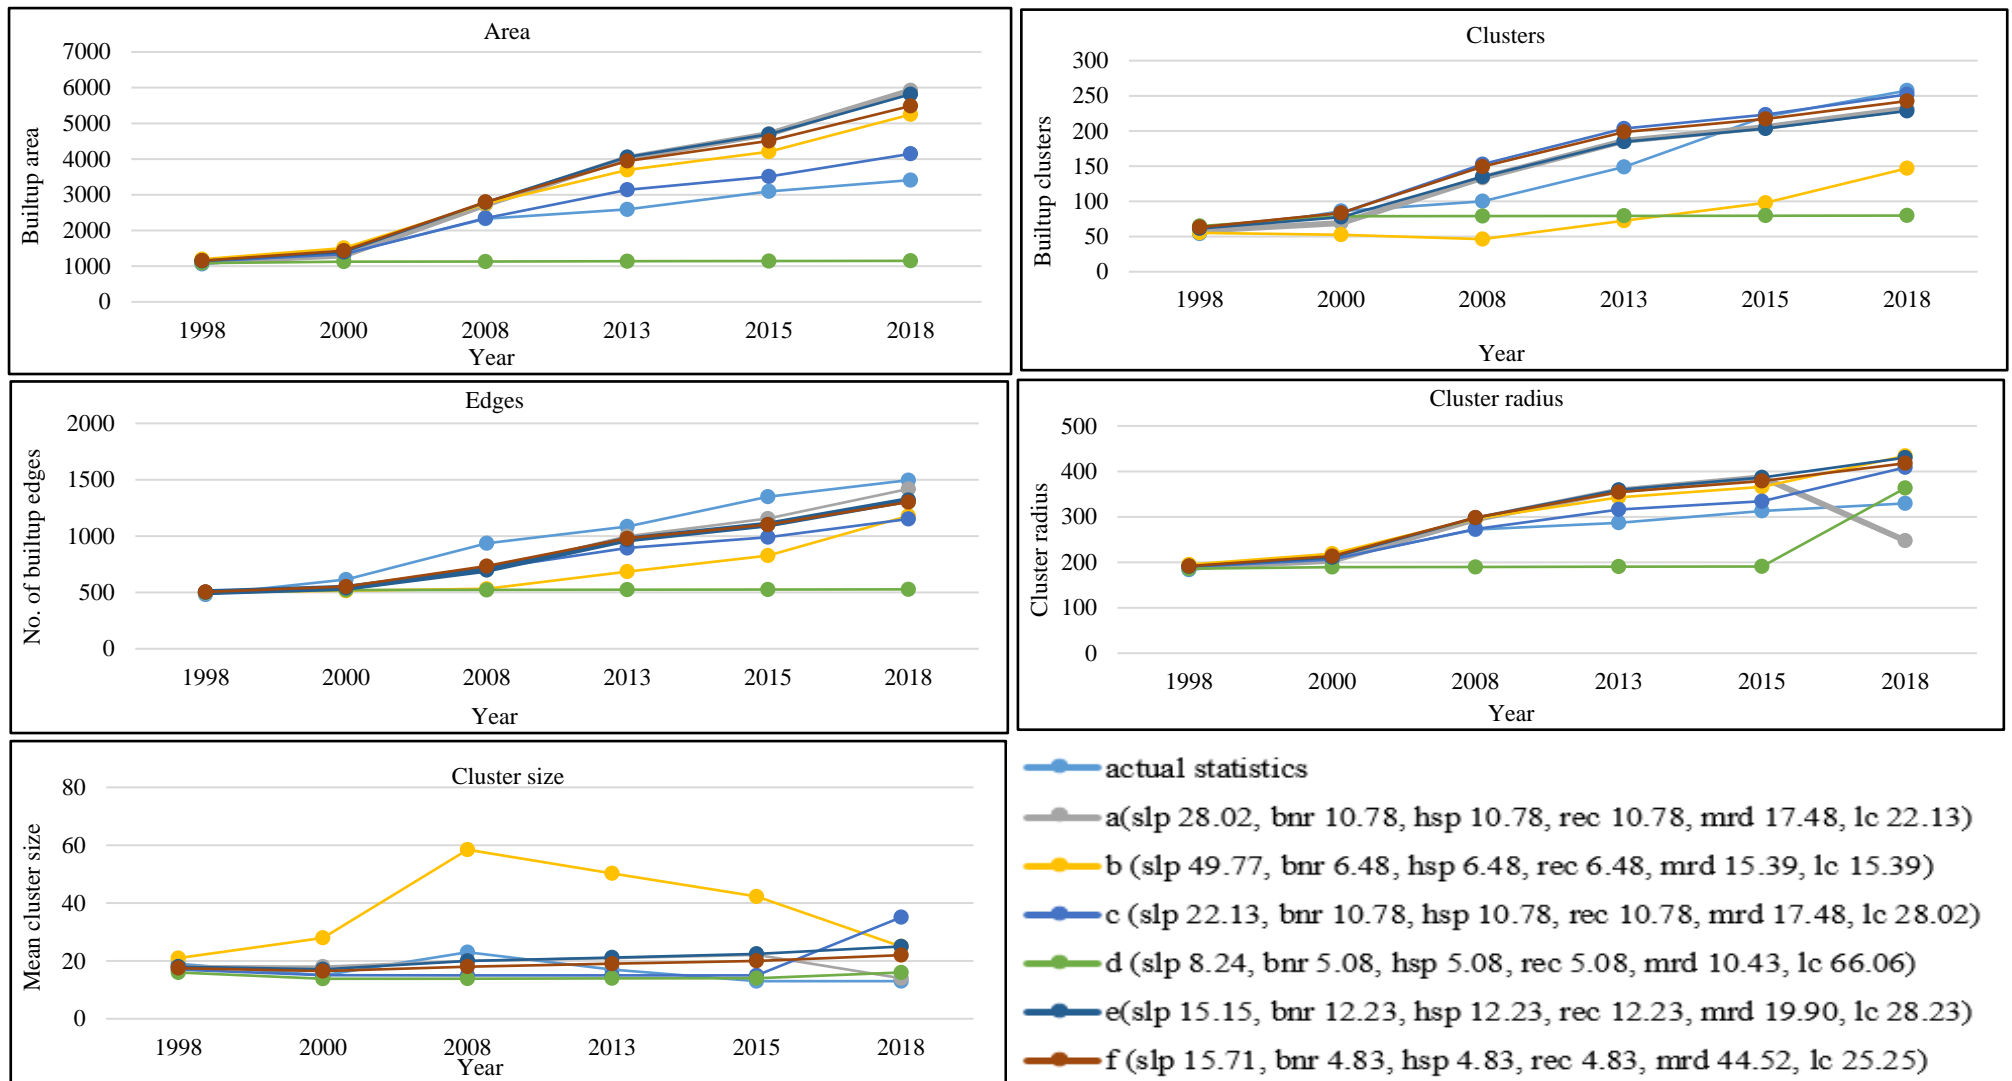 Area
7000
6000
5000
4000
3000
2000
1000
0
Builtup area
1998 2000 2008 2013 2015 2018
Year
Clusters
300
250
200
150
100
50
0
Builtup clusters
1998 2000 2008 2013 2015 2018
Year
Edges
2000
1500
1000
500
0
No. of builtup edges
1998 2000 2008 2013 2015 2018
Year
Cluster radius
500
400
300
200
100
0
Cluster radius
1998 2000 2008 2013 2015 2018
Year
Cluster size
80
60
40
20
0
Mean cluster size
1998 2000 2008 2013 2015 2018
Year
actual statistics
a(slp 28.02, bnr 10.78, hsp 10.78, rec 10.78, mrd 17.48, lc 22.13)
b (slp 49.77, bnr 6.48, hsp 6.48, rec 6.48, mrd 15.39, lc 15.39)
c (slp 22.13, bnr 10.78, hsp 10.78, rec 10.78, mrd 17.48, lc 28.02)
d (slp 8.24, bnr 5.08, hsp 5.08, rec 5.08, mrd 10.43, lc 66.06)
e(slp 15.15, bnr 12.23, hsp 12.23, rec 12.23, mrd 19.90, lc 28.23)
f (slp 15.71, bnr 4.83, hsp 4.83, rec 4.83, mrd 44.52, lc 25.25)